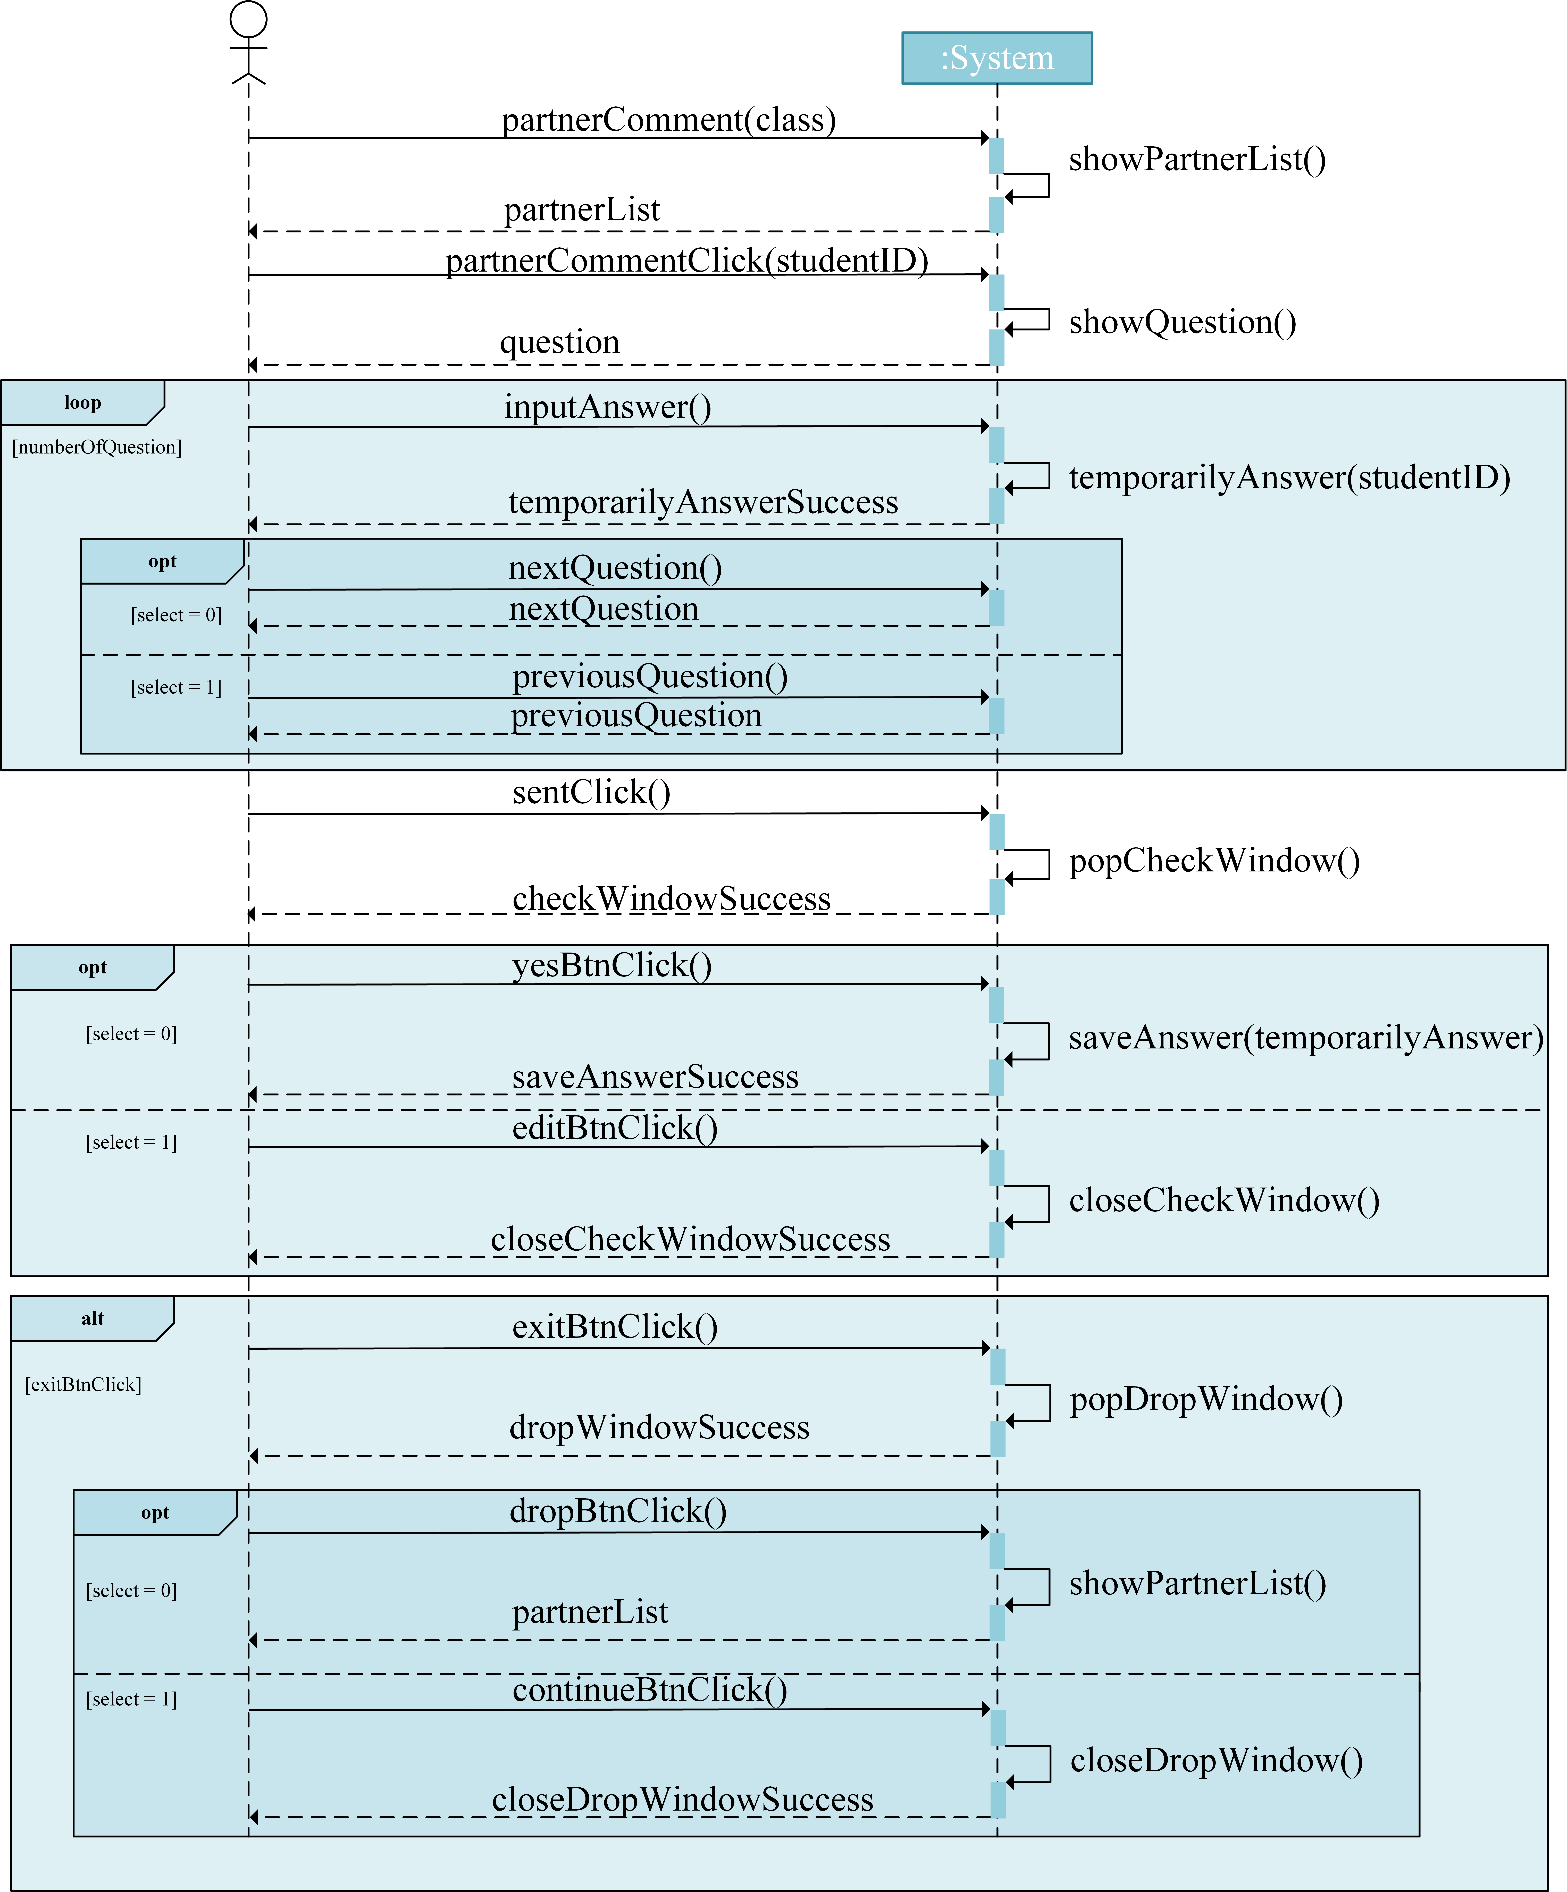 :System
partnerComment(class)
showPartnerList()
partnerList
partnerCommentClick(studentID)
showQuestion()
question
loop
inputAnswer()
[numberOfQuestion]
temporarilyAnswer(studentID)
temporarilyAnswerSuccess
opt
nextQuestion()
[select = 0]
nextQuestion
previousQuestion()
[select = 1]
previousQuestion
sentClick()
popCheckWindow()
checkWindowSuccess
opt
yesBtnClick()
[select = 0]
saveAnswer(temporarilyAnswer)
saveAnswerSuccess
editBtnClick()
[select = 1]
closeCheckWindow()
closeCheckWindowSuccess
alt
exitBtnClick()
[exitBtnClick]
popDropWindow()
dropWindowSuccess
opt
dropBtnClick()
[select = 0]
showPartnerList()
partnerList
continueBtnClick()
[select = 1]
closeDropWindow()
closeDropWindowSuccess